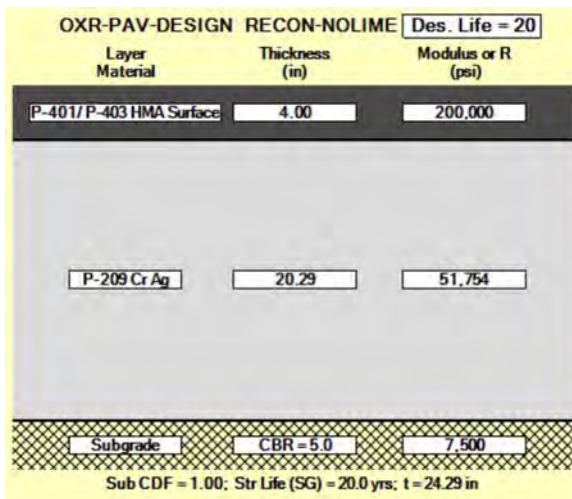 OXR-PAV-DESIGN RECON-NOLIME Des. Life = 20
Layer Material Thickness (in) Modulus or R (psi)
P-401/ P-403 HMA Surface 4.00 200,000
P-209 Cr Ag 20.29 51,754
Subgrade CBR = 5.0 7,500
Sub CDF = 1.00; Str Life (SG) = 20.0 yrs; t = 24.29 in